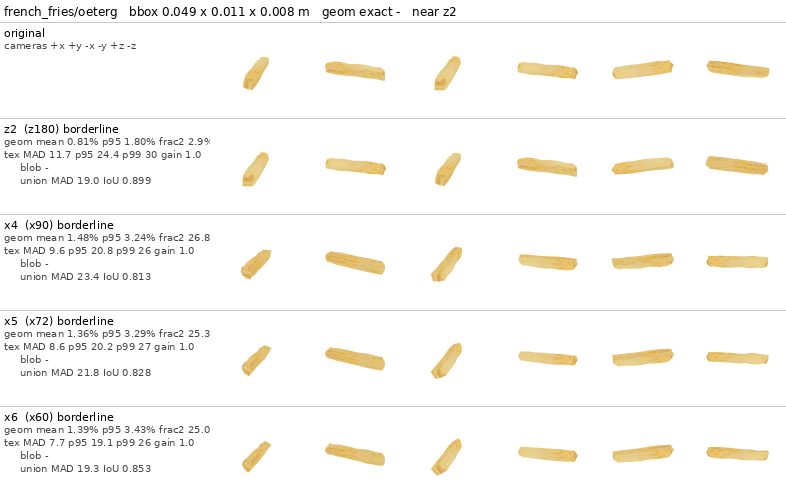 french_fries/oeterg   bbox 0.049 x 0.011 x 0.008 m   geom exact -   near z2
original
cameras +x +y -x -y +z -z
z2  (z180) borderline
geom mean 0.81% p95 1.80% frac2 2.9%
tex MAD 11.7 p95 24.4 p99 30 gain 1.0
blob -
union MAD 19.0 IoU 0.899
x4  (x90) borderline
geom mean 1.48% p95 3.24% frac2 26.8
tex MAD 9.6 p95 20.8 p99 26 gain 1.0
blob -
union MAD 23.4 IoU 0.813
x5  (x72) borderline
geom mean 1.36% p95 3.29% frac2 25.3
tex MAD 8.6 p95 20.2 p99 27 gain 1.0
blob -
union MAD 21.8 IoU 0.828
x6  (x60) borderline
geom mean 1.39% p95 3.43% frac2 25.0
tex MAD 7.7 p95 19.1 p99 26 gain 1.0
blob -
union MAD 19.3 IoU 0.853